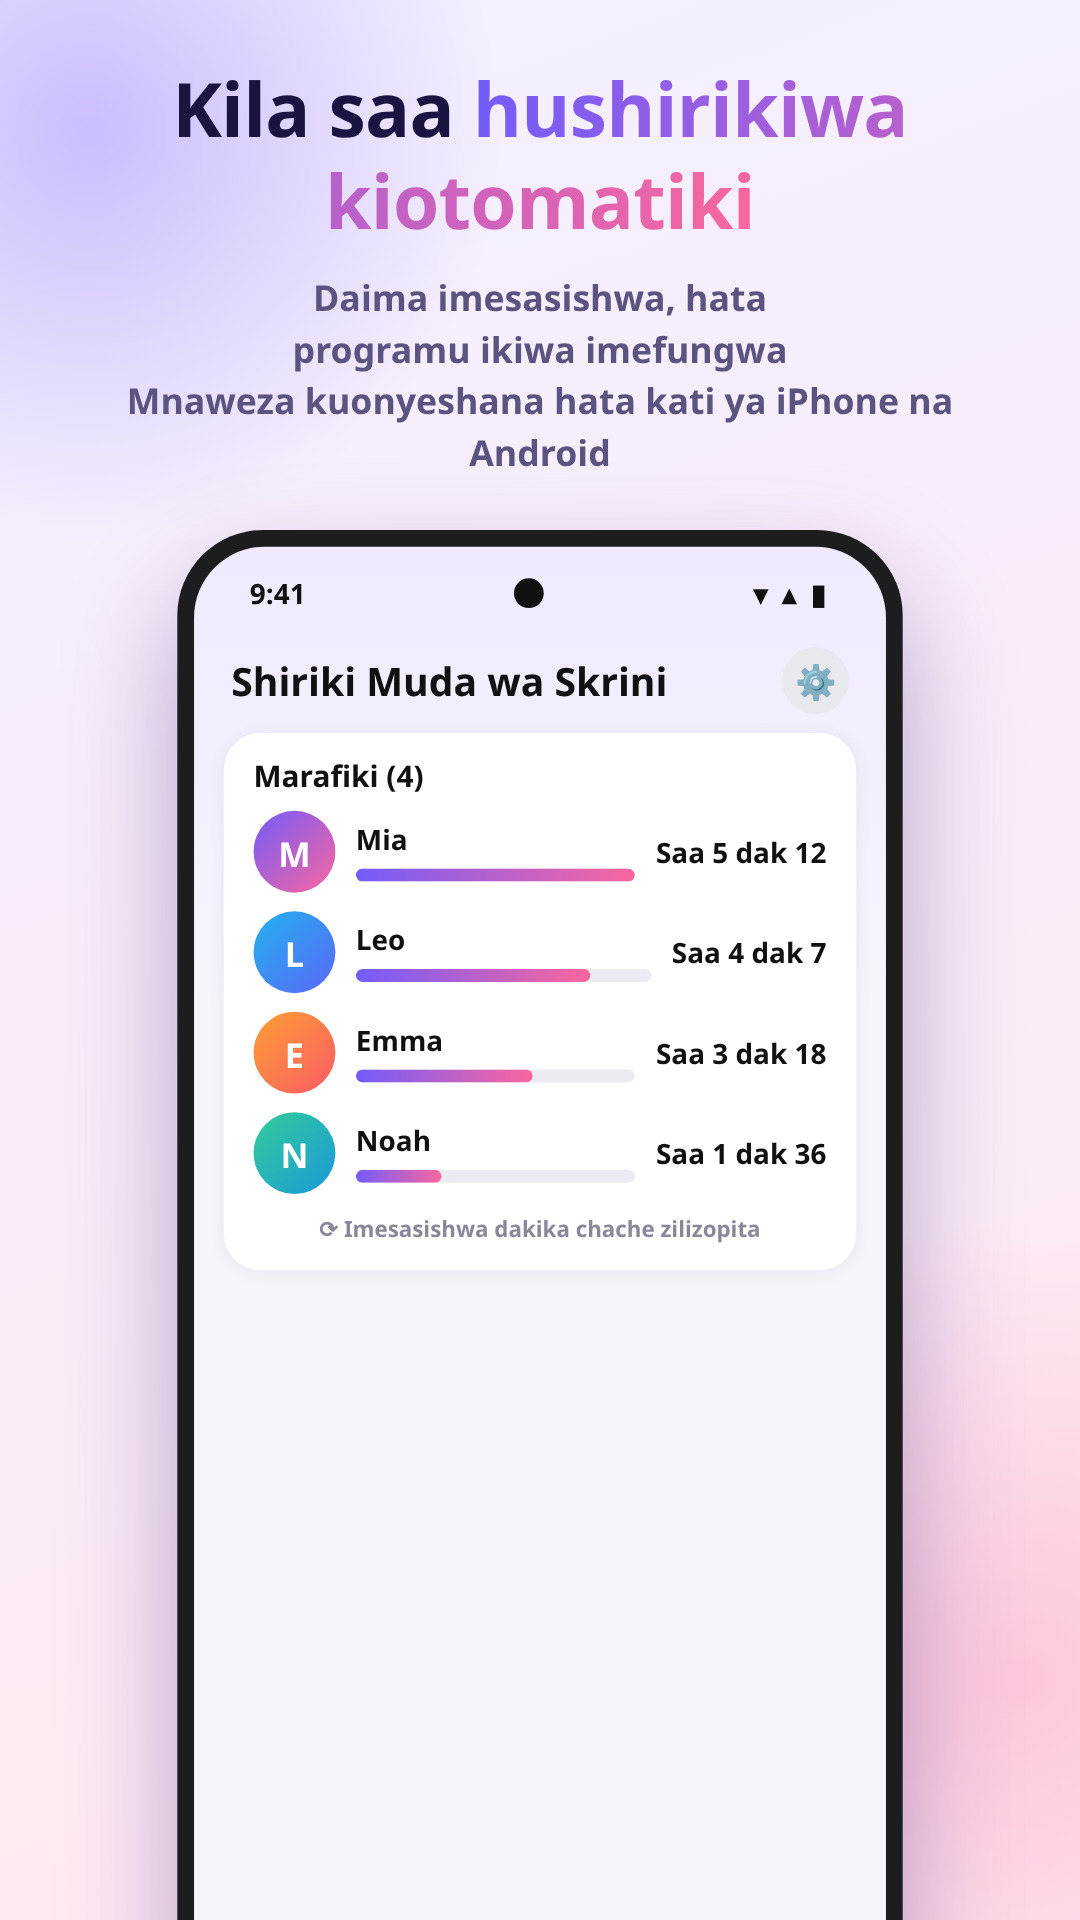 Kila saa hushirikiwa
kiotomatiki
Daima imesasishwa, hata
programu ikiwa imefungwa
Mnaweza kuonyeshana hata kati ya iPhone na
Android
9:41
Shiriki Muda wa Skrini
Marafiki (4)
M
Mia
Saa 5 dak 12
L
Leo
Saa 4 dak 7
E
Emma
Saa 3 dak 18
N
Noah
Saa 1 dak 36
⟳ Imesasishwa dakika chache zilizopita